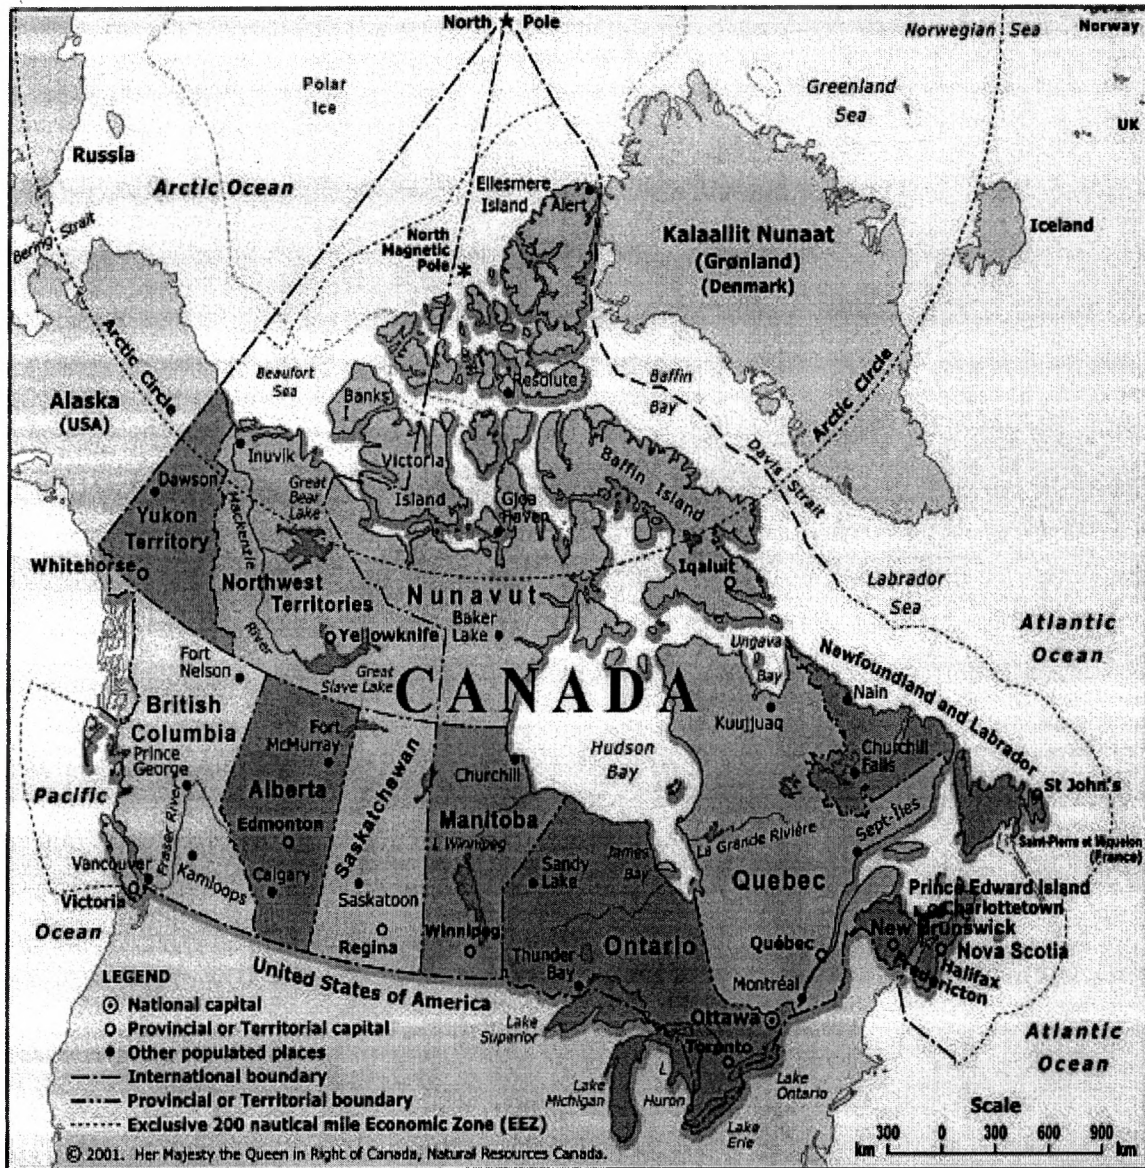 North Pole
Norwegian Sea
Norway
Polar
Ice
Greenland
Sea
UK
Russia
Arctic Ocean
Ellesmere
Island
Alert
Bering Strait
North
Magnetic
Pole
Kalaallit Nunaat
(Grønland)
(Denmark)
Iceland
Arctic Circle
Beaufort
Sea
Resolute
Baffin
Bay
Arctic Circle
Alaska
(USA)
Banks
I
Davis Strait
Inuvik
Victoria
Island
Baffin Island
Dawson
Great
Bear
Lake
Gjoa
Haven
Yukon
Territory
Mackenzie
River
Whitehorse
Northwest
Territories
Nunavut
Iqaluit
Labrador
Sea
Baker
Lake
Yellowknife
Atlantic
Ocean
Fort
Nelson
Great
Slave Lake
CANADA
Ungava
Bay
Newfoundland and Labrador
Nain
British
Columbia
Kuujjuaq
Fort
McMurray
Hudson
Bay
Churchill
Falls
Prince
George
Churchill
Pacific
Ocean
Alberta
Saskatchewan
Manitoba
St John's
Fraser River
Edmonton
L Winnipeg
La Grande Rivière
Sept-Îles
Saint-Pierre et Miquelon
(France)
James
Bay
Sandy
Lake
Vancouver
Kamloops
Calgary
Quebec
Prince Edward Island
Charlottetown
Victoria
Saskatoon
New Brunswick
Regina
Winnipeg
Ontario
Québec
Nova Scotia
Halifax
Fredericton
Thunder
Bay
Montréal
United States of America
Ottawa
Lake
Superior
Toronto
Atlantic
Ocean
Lake
Michigan
L
Huron
Lake
Ontario
Lake
Erie
LEGEND
National capital
Provincial or Territorial capital
Other populated places
International boundary
Provincial or Territorial boundary
Exclusive 200 nautical mile Economic Zone (EEZ)
Scale
300 0 300 600 900
km km
© 2001. Her Majesty the Queen in Right of Canada, Natural Resources Canada.